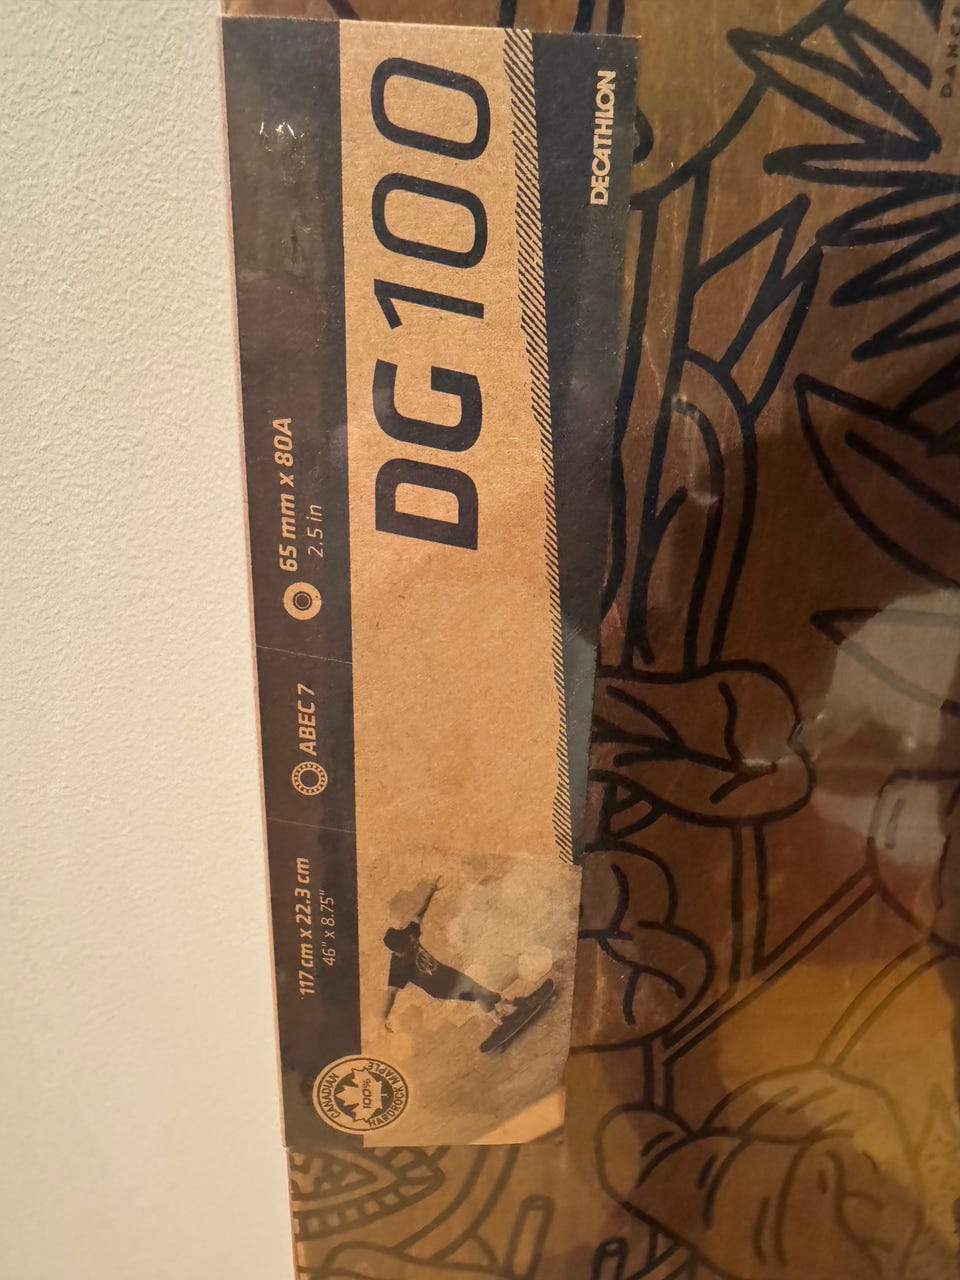 DECATHLON
DG100
117 cm x 22.3 cm
46" x 8.75"
ABEC 7
65 mm x 80A
2.5 in
CANADIAN
100%
HARDROCK MAPLE